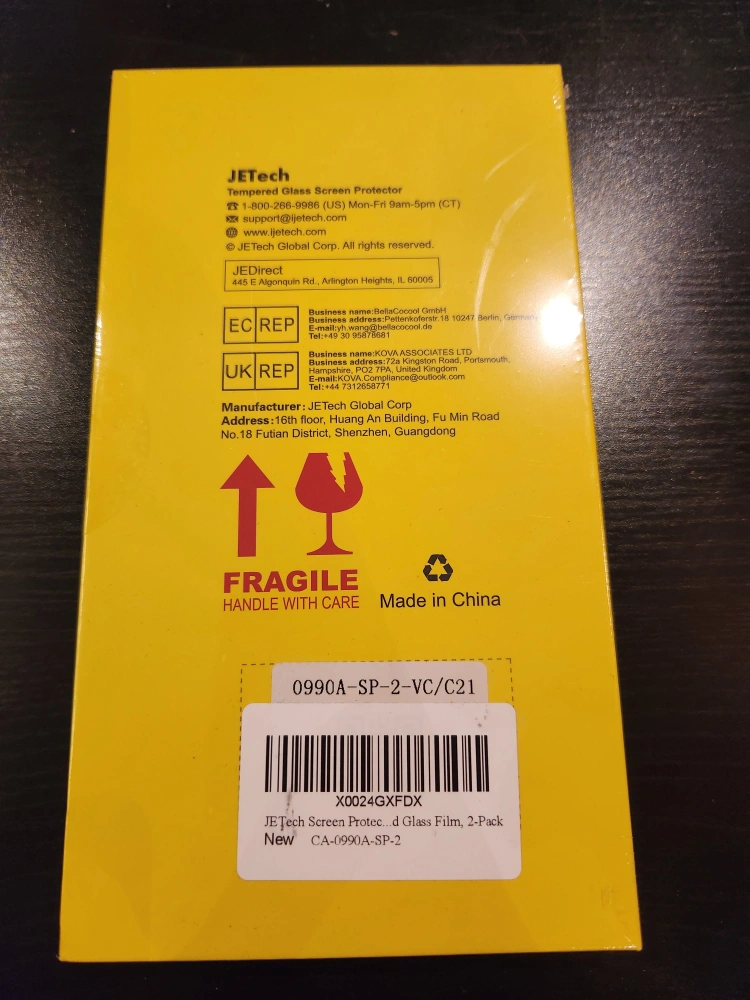 JETech
Tempered Glass Screen Protector
1-800-266-9986 (US) Mon-Fri 9am-5pm (CT)
support@ijetech.com
www.ijetech.com
© JETech Global Corp. All rights reserved.
JEDirect
445 E Algonquin Rd., Arlington Heights, IL 60005
EC REP
Business name:BellaCocool GmbH
Business address:Pettenkoferstr.18 10247 Berlin, Germany
E-mail:yh.wang@bellacocool.de
Tel:+49 30 95878681
UK REP
Business name:KOVA ASSOCIATES LTD
Business address:72a Kingston Road, Portsmouth,
Hampshire, PO2 7PA, United Kingdom
E-mail:KOVA.Compliance@outlook.com
Tel:+44 7312658771
Manufacturer: JETech Global Corp
Address:16th floor, Huang An Building, Fu Min Road
No.18 Futian District, Shenzhen, Guangdong
FRAGILE
HANDLE WITH CARE
Made in China
0990A-SP-2-VC/C21
X0024GXFDX
JETech Screen Protec...d Glass Film, 2-Pack
New CA-0990A-SP-2